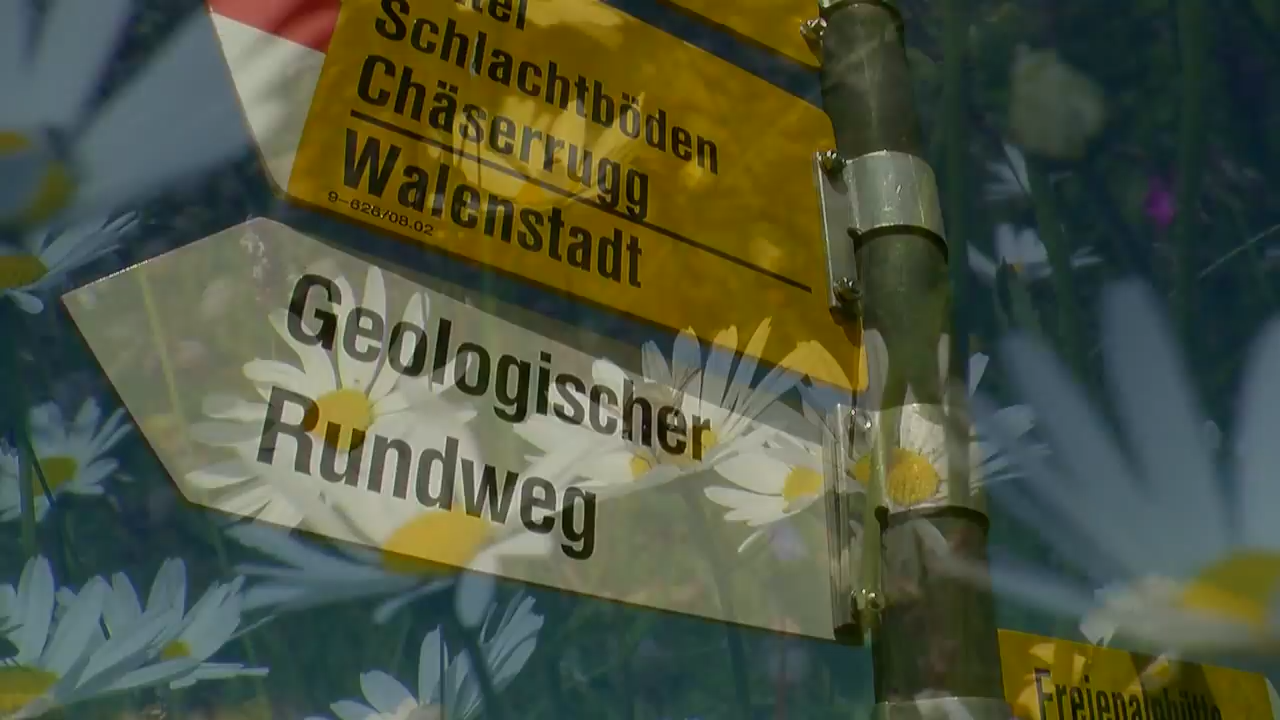 Schlachtböden
Chäserrugg
Walenstadt
9-626/08.02
Geologischer
Rundweg